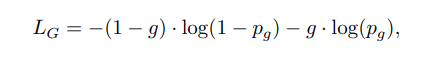 L_G = −(1 − g) · log(1 − p_g) − g · log(p_g),